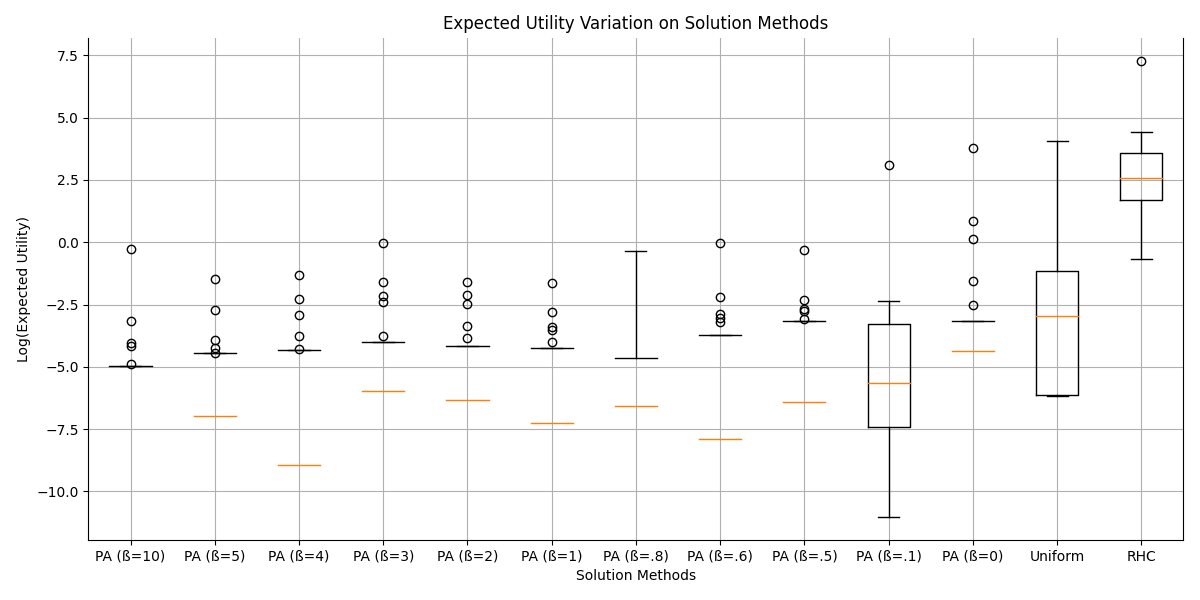 Expected Utility Variation on Solution Methods
Log(Expected Utility)
7.5
5.0
2.5
0.0
−2.5
−5.0
−7.5
−10.0
PA (ß=10) PA (ß=5) PA (ß=4) PA (ß=3) PA (ß=2) PA (ß=1) PA (ß=.8) PA (ß=.6) PA (ß=.5) PA (ß=.1) PA (ß=0) Uniform RHC
Solution Methods